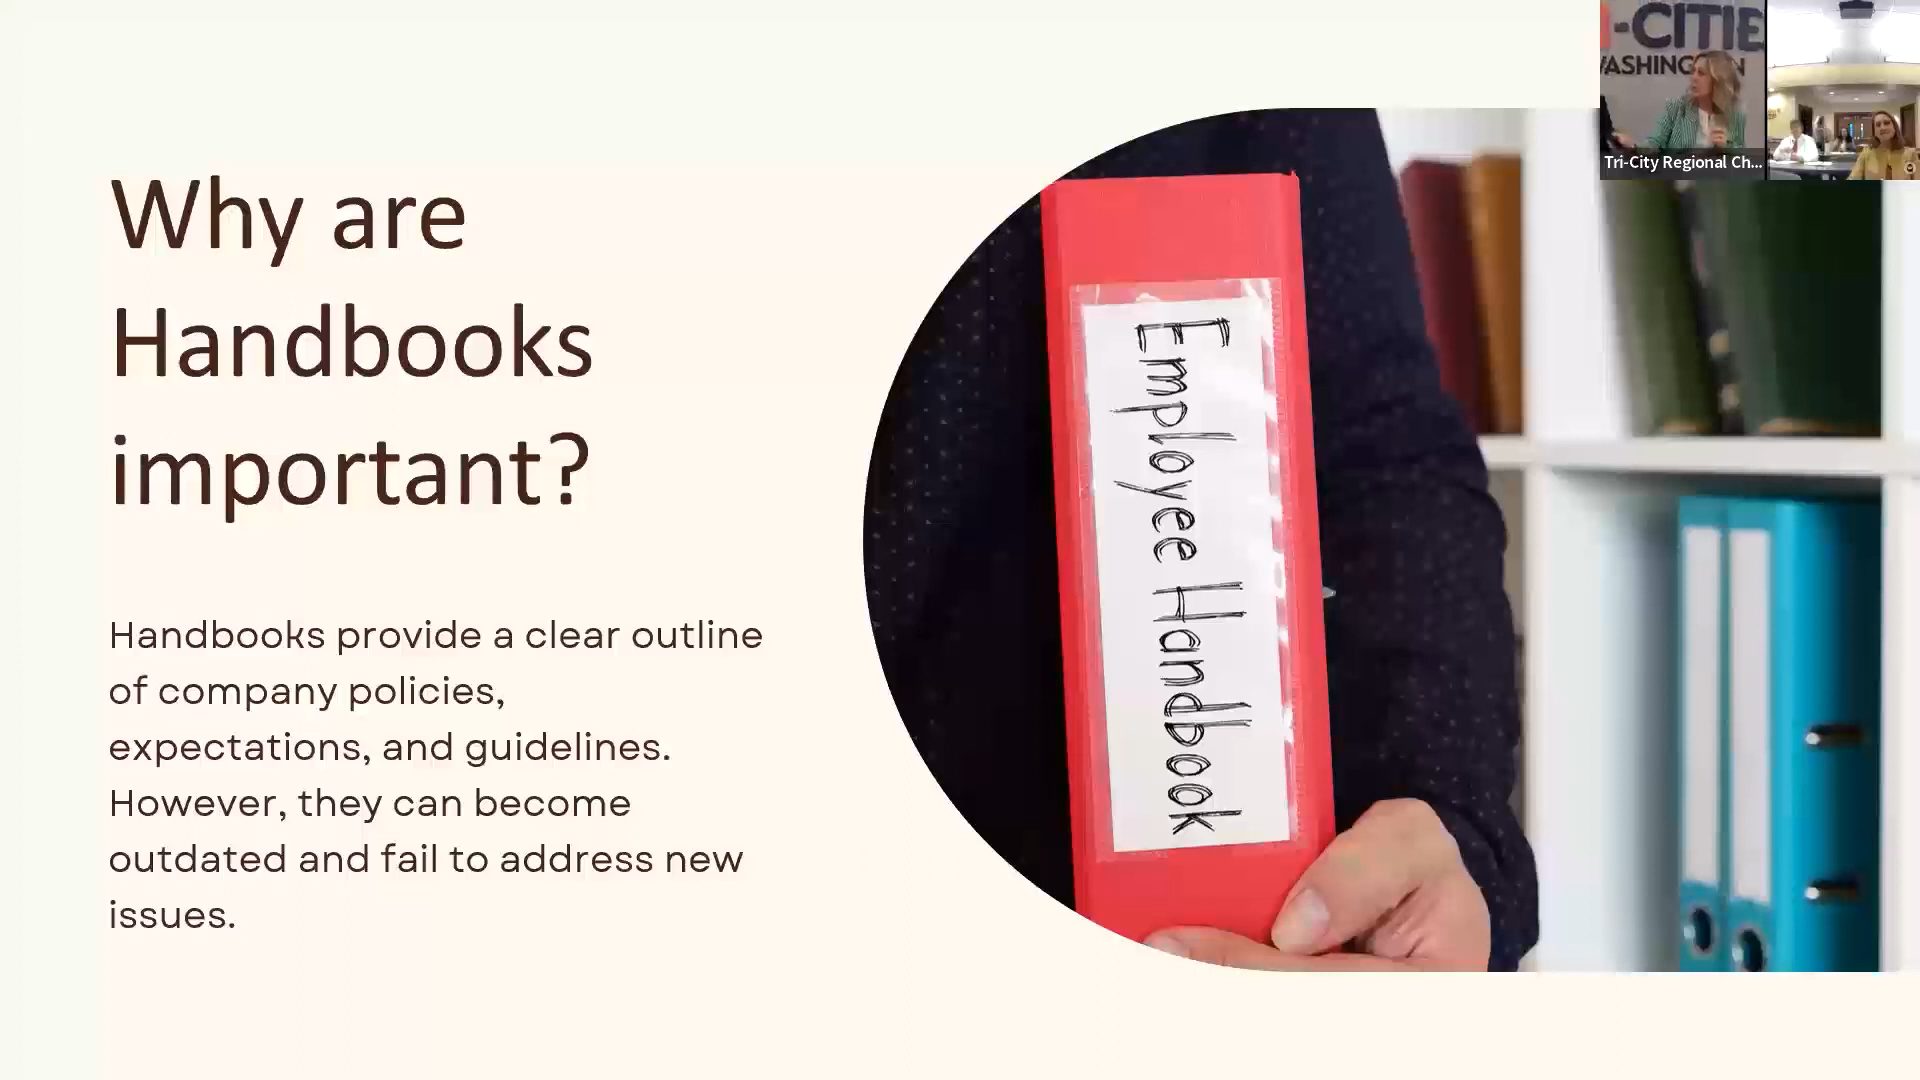 Why are
Handbooks
important?
Handbooks provide a clear outline
of company policies,
expectations, and guidelines.
However, they can become
outdated and fail to address new
issues.
Employee Handbook
-CITIE
WASHINGTON
Tri-City Regional Ch...